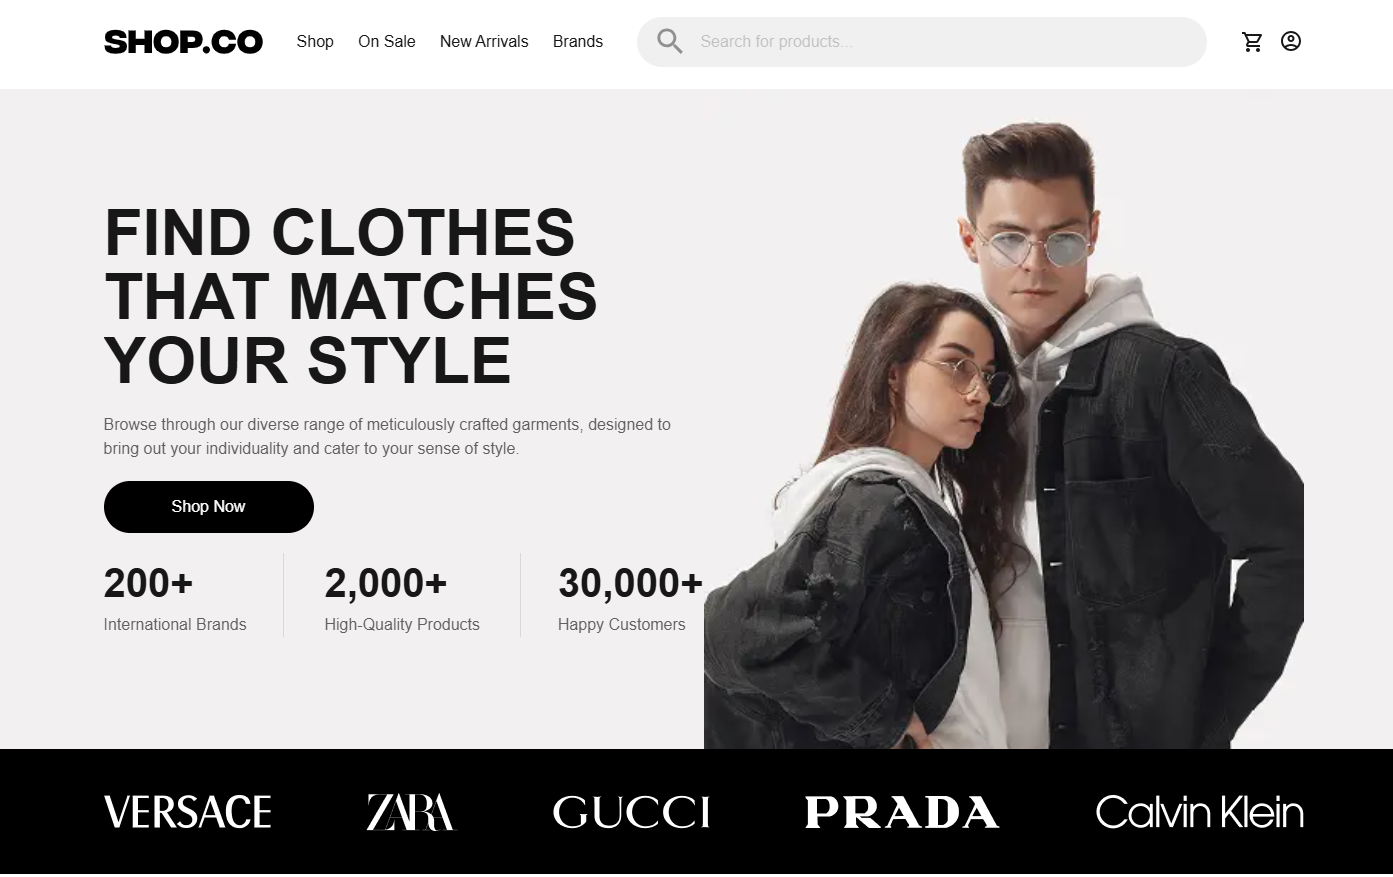 SHOP.CO
Shop On Sale New Arrivals Brands
Search for products...
FIND CLOTHES
THAT MATCHES
YOUR STYLE
Browse through our diverse range of meticulously crafted garments, designed to
bring out your individuality and cater to your sense of style.
Shop Now
200+
International Brands
2,000+
High-Quality Products
30,000+
Happy Customers
VERSACE
ZARA
GUCCI
PRADA
Calvin Klein